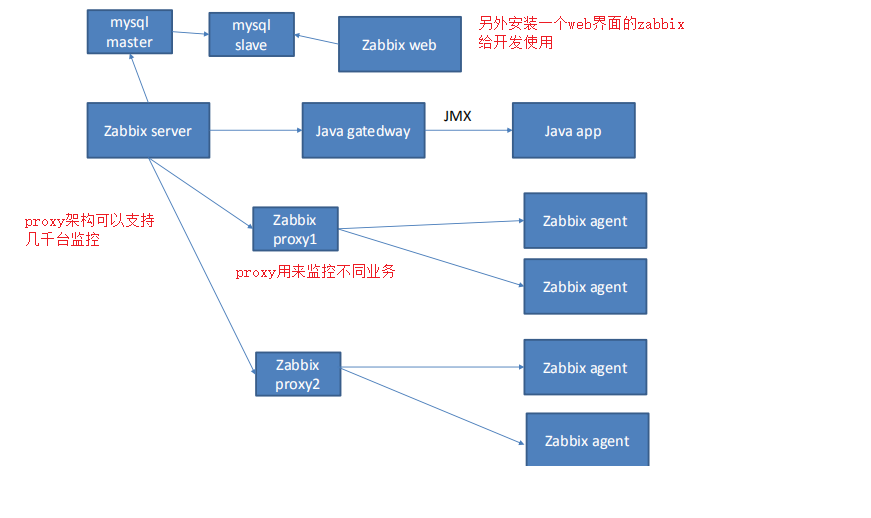 mysql
master
mysql
slave
Zabbix web
另外安装一个web界面的zabbix
给开发使用
Zabbix server
Java gatedway
JMX
Java app
proxy架构可以支持
几千台监控
Zabbix
proxy1
Zabbix agent
proxy用来监控不同业务
Zabbix agent
Zabbix
proxy2
Zabbix agent
Zabbix agent